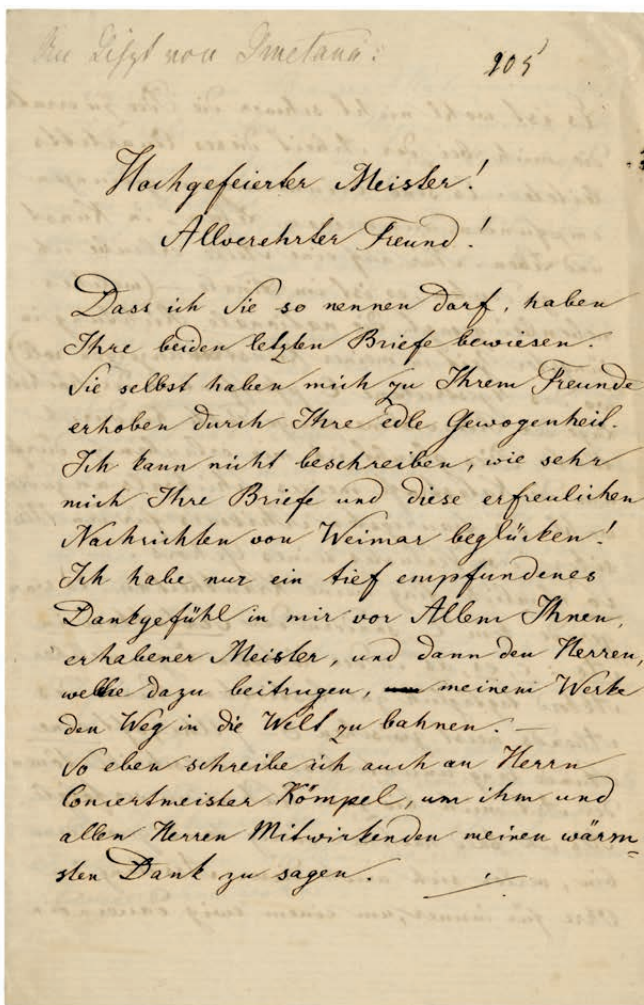 An Liszt von Smetana:
205
Hochgefeierter Meister!
Allverehrter Freund!
Dass ich Sie so nennen darf, haben
Ihre beiden letzten Briefe bewiesen.
Sie selbst haben mich zu Ihrem Freunde
erhoben durch Ihre edle Gewogenheit.
Ich kann nicht beschreiben, wie sehr
mich Ihre Briefe und diese erfreulichen
Nachrichten von Weimar beglücken!
Ich habe nur ein tief empfundenes
Dankgefühl in mir vor Allem Ihnen,
erhabener Meister, und dann den Herren,
welche dazu beitrugen, meinem Werke
den Weg in die Welt zu bahnen. —
So eben schreibe ich auch an Herrn
Concertmeister Kömpel, um ihm und
allen Herren Mitwirkenden meinen wärm=
sten Dank zu sagen.